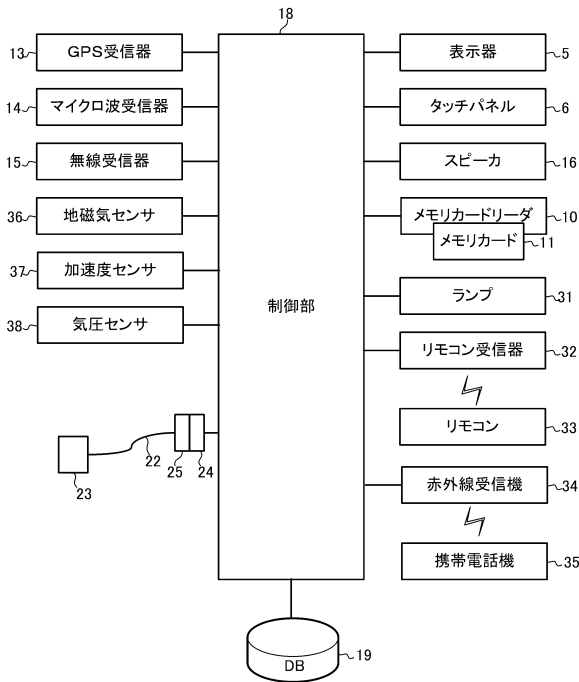 18
13 GPS受信器
14 マイクロ波受信器
15 無線受信器
36 地磁気センサ
37 加速度センサ
38 気圧センサ
23
22
25
24
制御部
表示器 5
タッチパネル 6
スピーカ 16
メモリカードリーダ 10
メモリカード 11
ランプ 31
リモコン受信器 32
リモコン 33
赤外線受信機 34
携帯電話機 35
DB 19